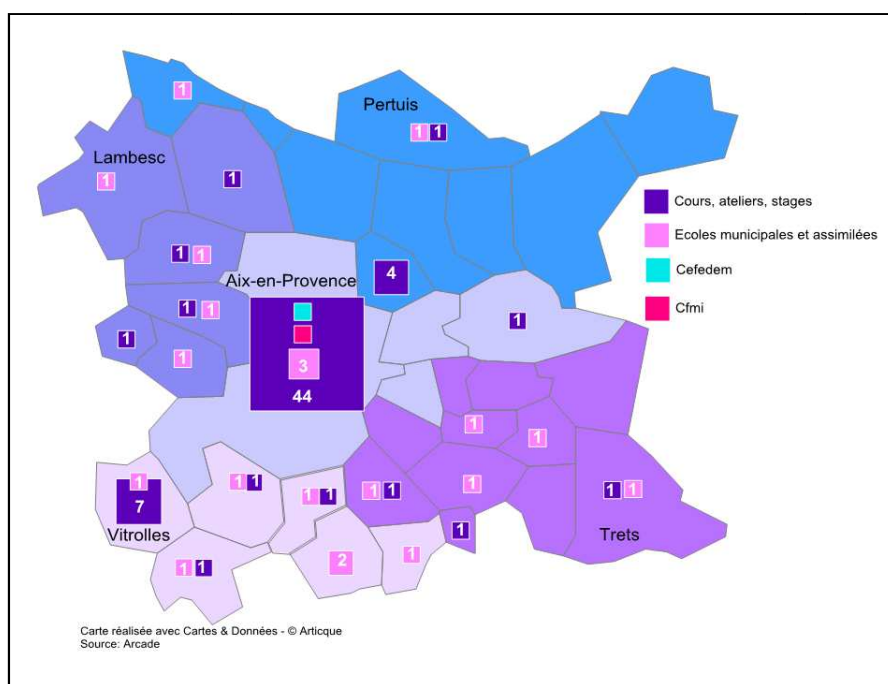 1
Pertuis
1 1
Lambesc
1
1
Cours, ateliers, stages
Ecoles municipales et assimilées
Cefedem
Cfmi
1 1
Aix-en-Provence
4
1 1
1
1
1
3
44
1
1
1
1 1
1 1
1 1
1
1 1
1
7
Vitrolles
1
Trets
1 1
2
1
Carte réalisée avec Cartes & Données - © Articque
Source: Arcade